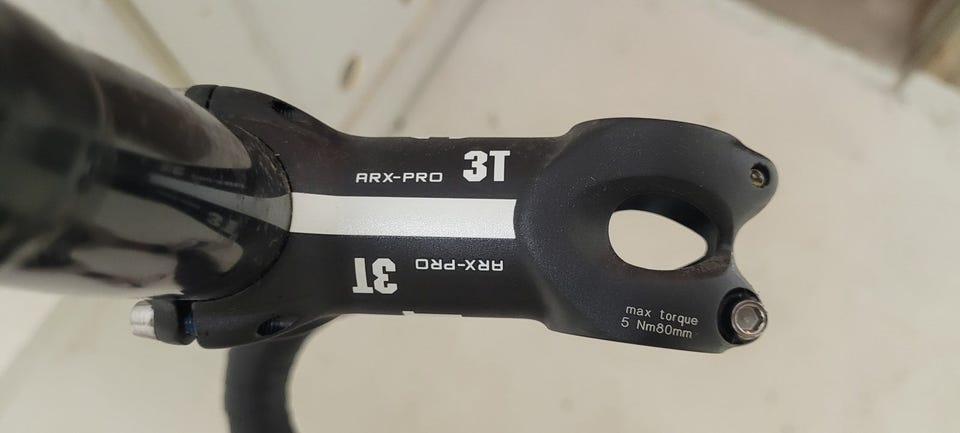 ARX-PRO 3T
ARX-PRO 3T
max torque
5 Nm80mm